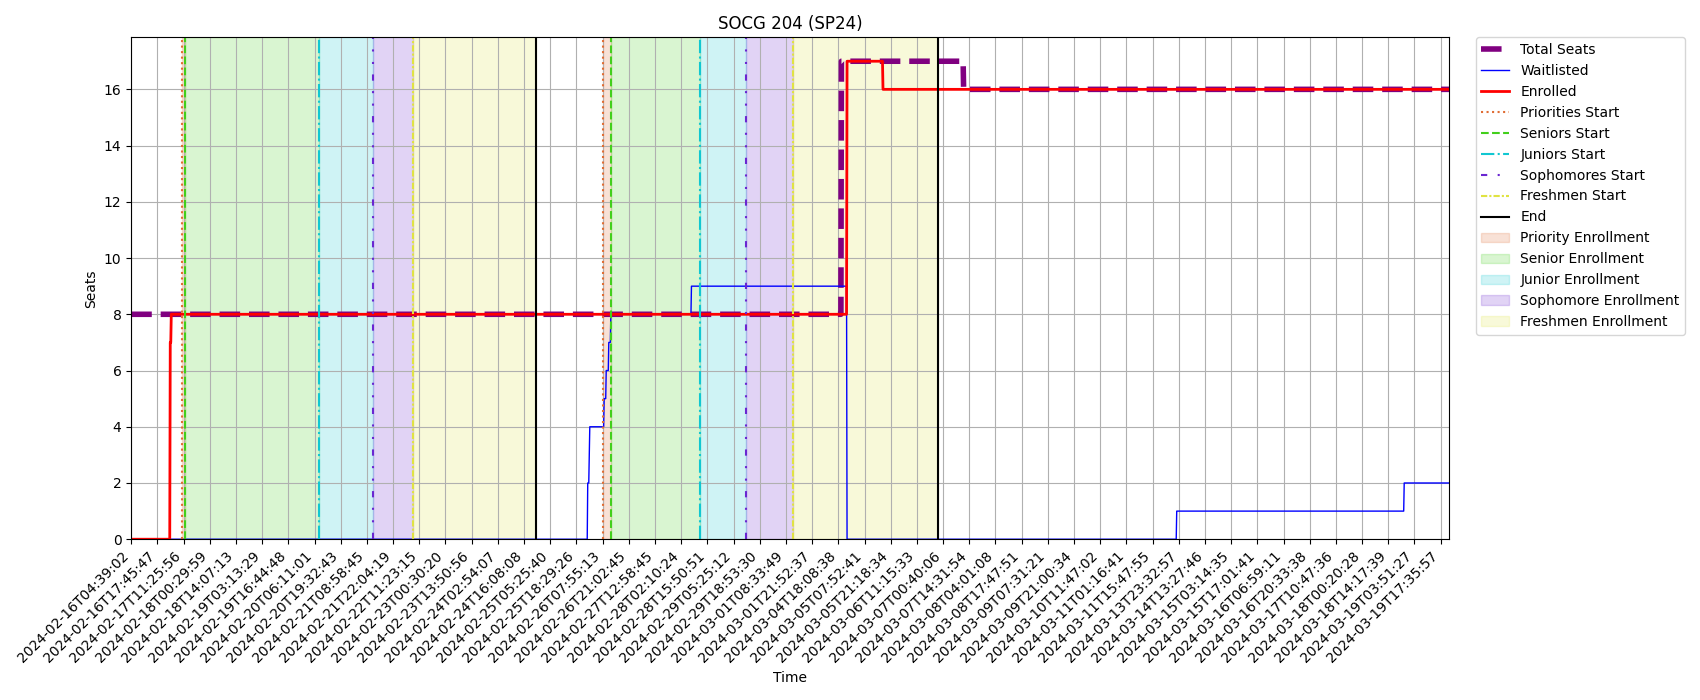 SOCG 204 (SP24)
Seats
16
14
12
10
8
6
4
2
0
2024-02-16T04:39:02
2024-02-16T17:45:47
2024-02-17T11:25:56
2024-02-18T00:29:59
2024-02-18T14:07:13
2024-02-19T03:13:29
2024-02-19T16:44:48
2024-02-20T06:11:01
2024-02-20T19:32:43
2024-02-21T08:58:45
2024-02-21T22:04:19
2024-02-22T11:23:15
2024-02-23T00:30:20
2024-02-23T13:50:56
2024-02-24T02:54:07
2024-02-24T16:08:08
2024-02-25T05:25:40
2024-02-25T18:29:26
2024-02-26T07:55:13
2024-02-26T21:02:45
2024-02-27T12:58:45
2024-02-28T02:10:24
2024-02-28T15:50:51
2024-02-29T05:25:12
2024-02-29T18:53:30
2024-03-01T08:33:49
2024-03-01T21:52:37
2024-03-04T18:08:38
2024-03-05T07:52:41
2024-03-05T21:18:34
2024-03-06T11:15:33
2024-03-07T00:40:06
2024-03-07T14:31:54
2024-03-08T04:01:08
2024-03-08T17:47:51
2024-03-09T07:31:21
2024-03-09T21:00:34
2024-03-10T11:47:02
2024-03-11T01:16:41
2024-03-11T15:47:55
2024-03-13T23:32:57
2024-03-14T13:27:46
2024-03-15T03:14:35
2024-03-15T17:01:41
2024-03-16T06:59:11
2024-03-16T20:33:38
2024-03-17T10:47:36
2024-03-18T00:20:28
2024-03-18T14:17:39
2024-03-19T03:51:27
2024-03-19T17:35:57
Time
Total Seats
Waitlisted
Enrolled
Priorities Start
Seniors Start
Juniors Start
Sophomores Start
Freshmen Start
End
Priority Enrollment
Senior Enrollment
Junior Enrollment
Sophomore Enrollment
Freshmen Enrollment